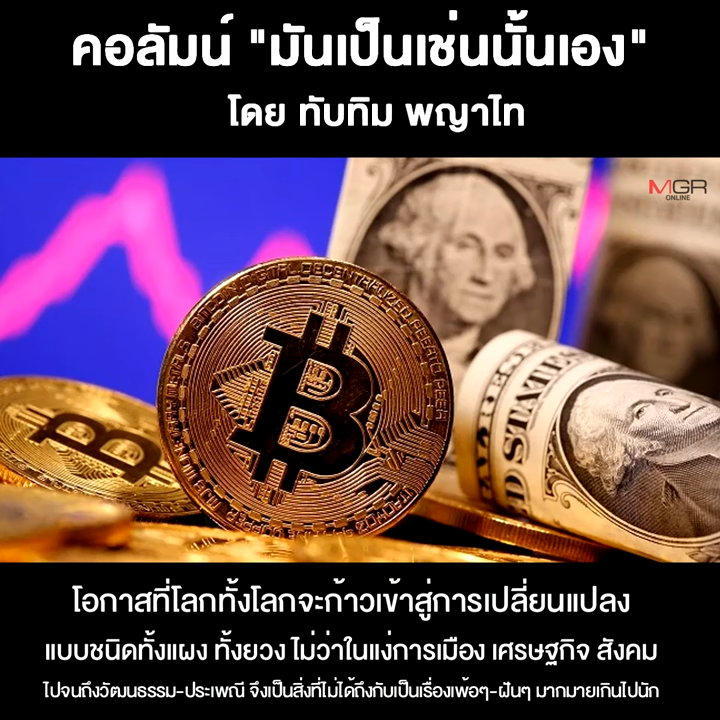 คอลัมน์ "มันเป็นเช่นนั้นเอง"
โดย ทับทิม พญาไท
MGR
ONLINE
DIGITAL DECENTRALIZED PEER TO PEER
ED STATES
โอกาสที่โลกทั้งโลกจะก้าวเข้าสู่การเปลี่ยนแปลง
แบบชนิดทั้งแผง ทั้งยวง ไม่ว่าในแง่การเมือง เศรษฐกิจ สังคม
ไปจนถึงวัฒนธรรม-ประเพณี จึงเป็นสิ่งที่ไม่ได้ถึงกับเป็นเรื่องเพ้อๆ-ฝันๆ มากมายเกินไปนัก